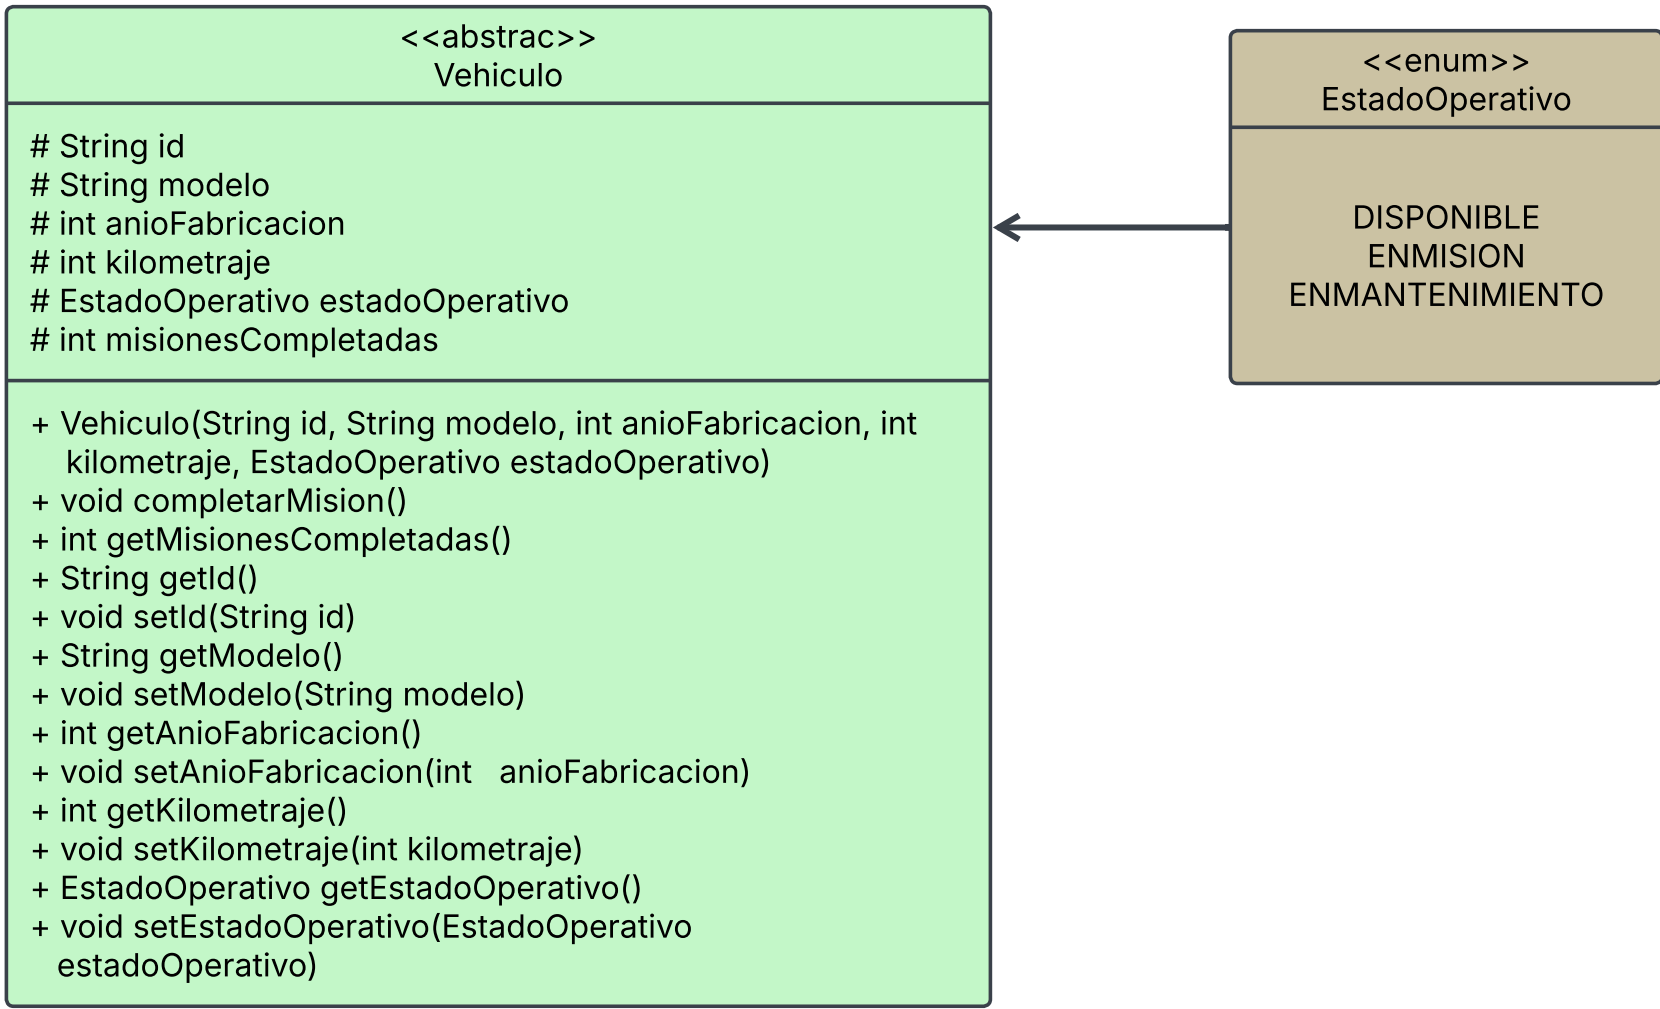 <<abstrac>>
Vehiculo
# String id
# String modelo
# int anioFabricacion
# int kilometraje
# EstadoOperativo estadoOperativo
# int misionesCompletadas
+ Vehiculo(String id, String modelo, int anioFabricacion, int
kilometraje, EstadoOperativo estadoOperativo)
+ void completarMision()
+ int getMisionesCompletadas()
+ String getId()
+ void setId(String id)
+ String getModelo()
+ void setModelo(String modelo)
+ int getAnioFabricacion()
+ void setAnioFabricacion(int   anioFabricacion)
+ int getKilometraje()
+ void setKilometraje(int kilometraje)
+ EstadoOperativo getEstadoOperativo()
+ void setEstadoOperativo(EstadoOperativo
estadoOperativo)
<<enum>>
EstadoOperativo
DISPONIBLE
ENMISION
ENMANTENIMIENTO